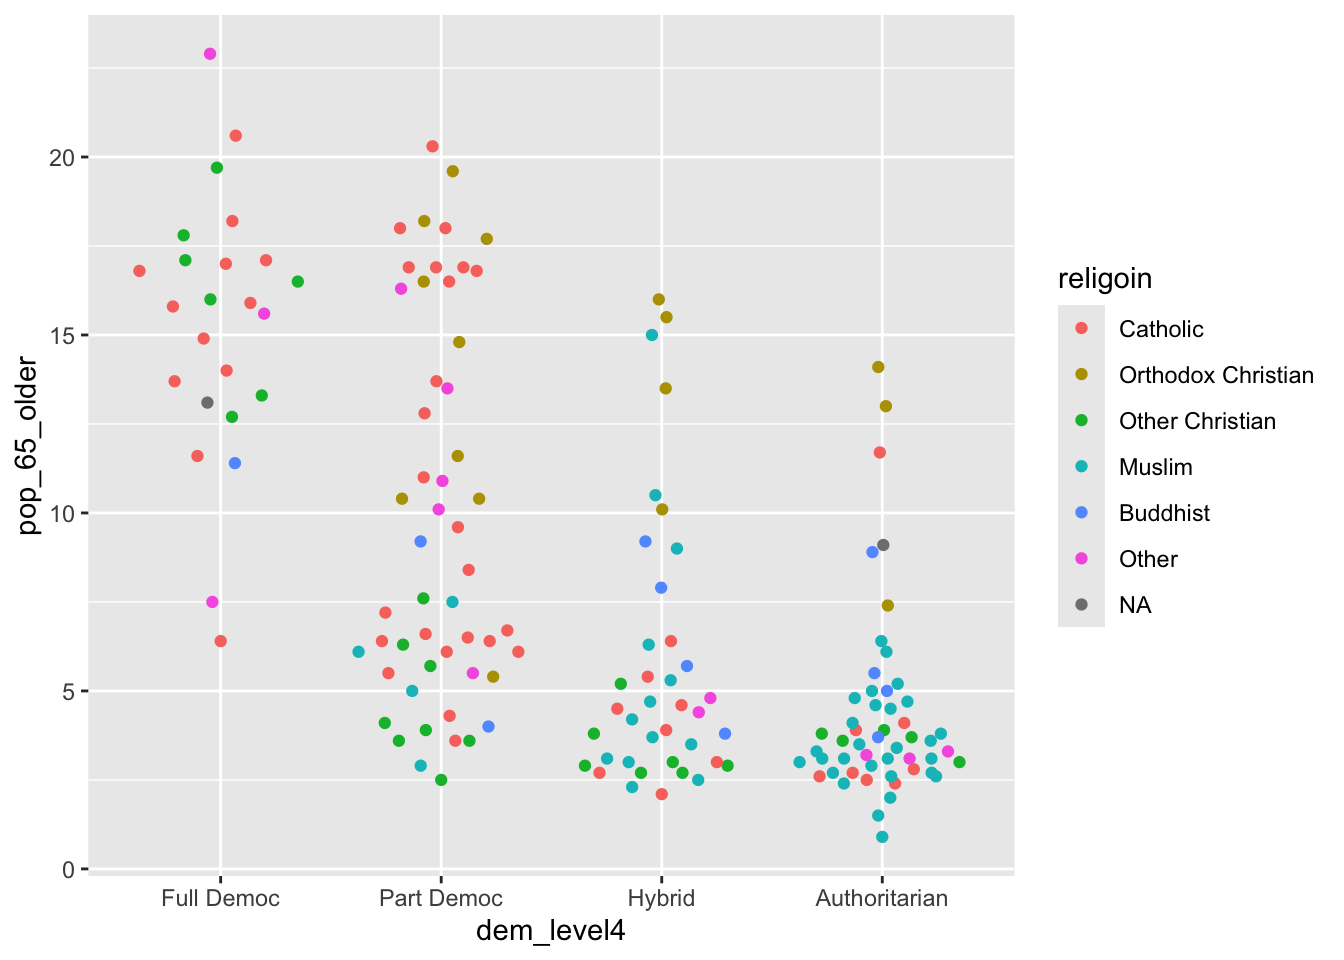 pop_65_older
20
15
10
5
0
Full Democ
Part Democ
Hybrid
Authoritarian
dem_level4
religoin
Catholic
Orthodox Christian
Other Christian
Muslim
Buddhist
Other
NA